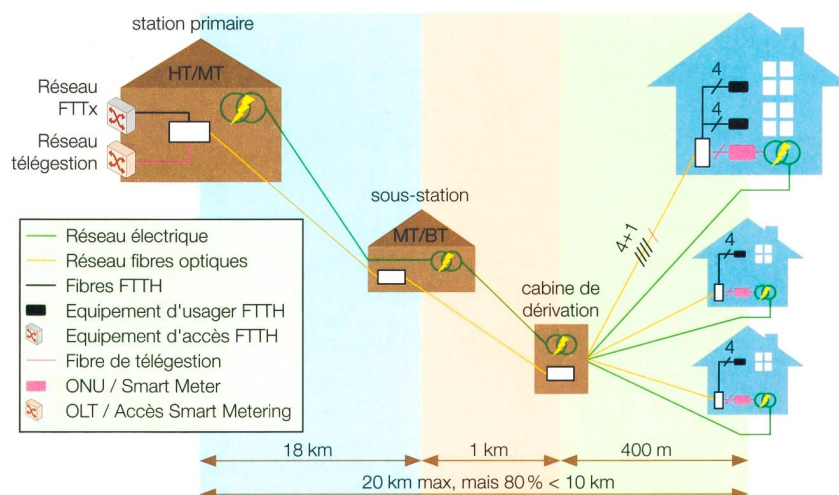 station primaire
HT/MT
Réseau
FTTx
Réseau
télégestion
sous-station
MT/BT
cabine de
dérivation
4+1
4
4
4
4
Réseau électrique
Réseau fibres optiques
Fibres FTTH
Equipement d'usager FTTH
Equipement d'accès FTTH
Fibre de télégestion
ONU / Smart Meter
OLT / Accès Smart Metering
18 km
1 km
400 m
20 km max, mais 80 % < 10 km